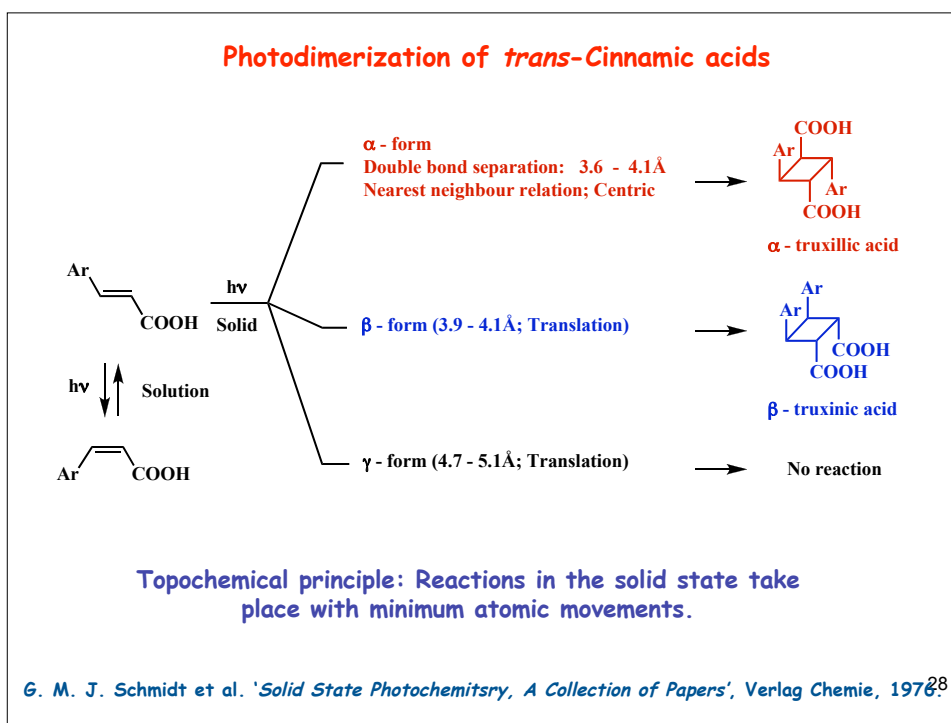 Photodimerization of trans-Cinnamic acids
α - form
Double bond separation: 3.6 - 4.1Å
Nearest neighbour relation; Centric
COOH
Ar
Ar
COOH
α - truxillic acid
Ar
COOH
hν
Solid
β - form (3.9 - 4.1Å; Translation)
Ar
Ar
COOH
COOH
β - truxinic acid
hν
Solution
Ar
COOH
γ - form (4.7 - 5.1Å; Translation)
No reaction
Topochemical principle: Reactions in the solid state take
place with minimum atomic movements.
G. M. J. Schmidt et al. ‘Solid State Photochemitsry, A Collection of Papers’, Verlag Chemie, 1976.
28